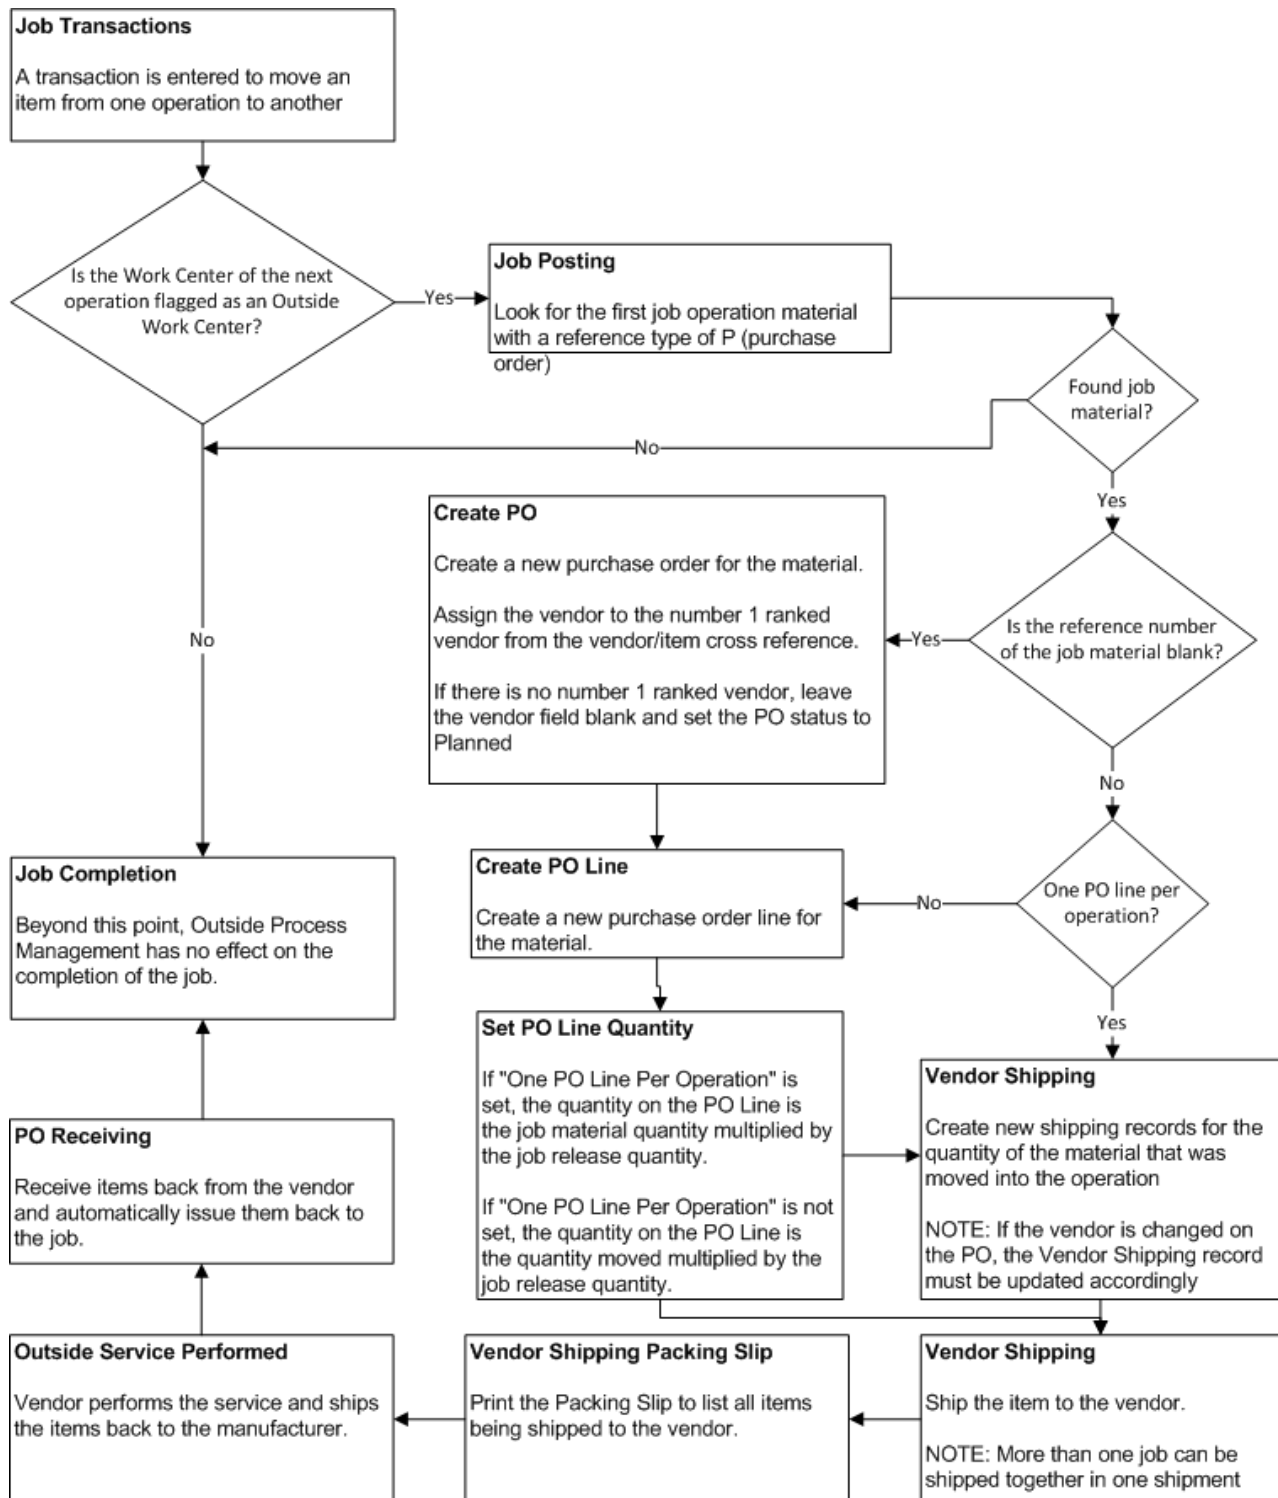 Job Transactions
A transaction is entered to move an
item from one operation to another
Is the Work Center of the next
operation flagged as an Outside
Work Center?
Yes
Job Posting
Look for the first job operation material
with a reference type of P (purchase
order)
Found job
material?
No
Yes
Create PO
Create a new purchase order for the material.
Assign the vendor to the number 1 ranked
vendor from the vendor/item cross reference.
If there is no number 1 ranked vendor, leave
the vendor field blank and set the PO status to
Planned
Yes
Is the reference number
of the job material blank?
No
No
Job Completion
Beyond this point, Outside Process
Management has no effect on the
completion of the job.
Create PO Line
Create a new purchase order line for
the material.
No
One PO line per
operation?
Yes
Set PO Line Quantity
If "One PO Line Per Operation" is
set, the quantity on the PO Line is
the job material quantity multiplied by
the job release quantity.
If "One PO Line Per Operation" is not
set, the quantity on the PO Line is
the quantity moved multiplied by the
job release quantity.
Vendor Shipping
Create new shipping records for the
quantity of the material that was
moved into the operation
NOTE: If the vendor is changed on
the PO, the Vendor Shipping record
must be updated accordingly
PO Receiving
Receive items back from the vendor
and automatically issue them back to
the job.
Outside Service Performed
Vendor performs the service and ships
the items back to the manufacturer.
Vendor Shipping Packing Slip
Print the Packing Slip to list all items
being shipped to the vendor.
Vendor Shipping
Ship the item to the vendor.
NOTE: More than one job can be
shipped together in one shipment